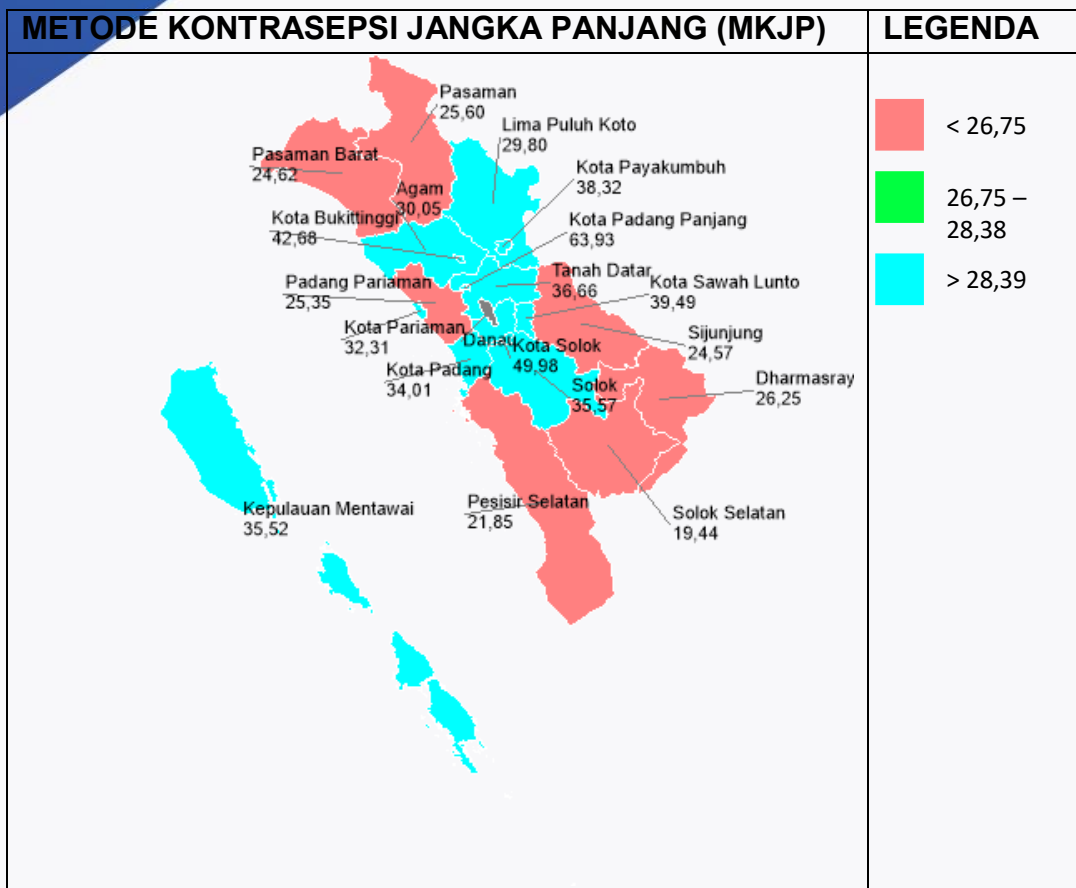 METODE KONTRASEPSI JANGKA PANJANG (MKJP)
LEGENDA
Pasaman
25,60
Lima Puluh Koto
29,80
Pasaman Barat
24,62
Kota Payakumbuh
38,32
Agam
30,05
Kota Bukittinggi
42,68
Kota Padang Panjang
63,93
Tanah Datar
36,66
Padang Pariaman
25,35
Kota Sawah Lunto
39,49
Kota Pariaman
32,31
Danau
Kota Solok
49,98
Sijunjung
24,57
Kota Padang
34,01
Solok
35,57
Dharmasray
26,25
Kepulauan Mentawai
35,52
Pesisir Selatan
21,85
Solok Selatan
19,44
< 26,75
26,75 –
28,38
> 28,39